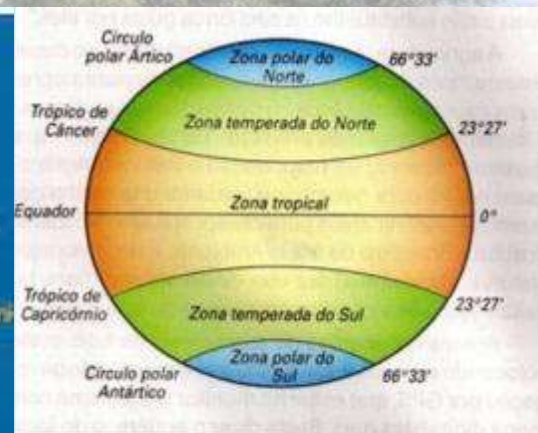 Círculo
polar Ártico
Zona polar do
Norte
66°33'
Trópico de
Câncer
Zona temperada do Norte
23°27'
Equador
Zona tropical
0°
Trópico de
Capricórnio
Zona temperada do Sul
23°27'
Círculo polar
Antártico
Zona polar do
Sul
66°33'